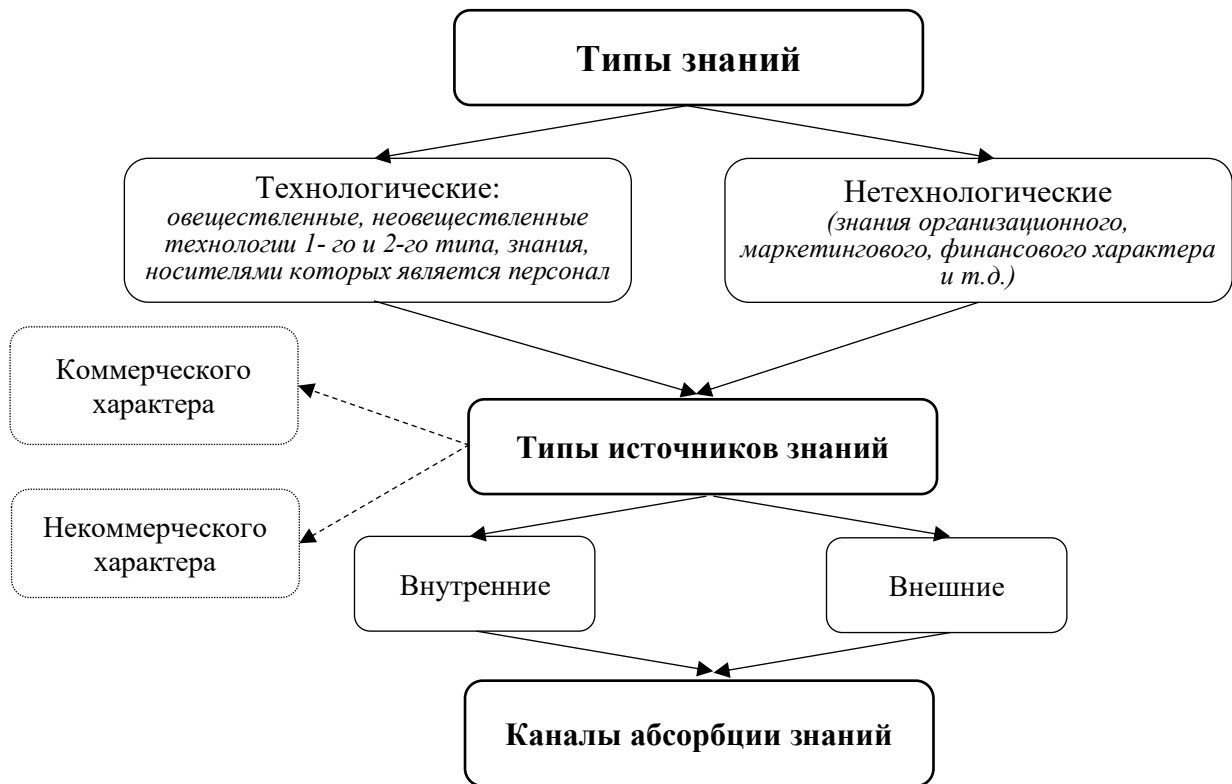 Типы знаний
Технологические:
овеществленные, неовеществленные
технологии 1- го и 2-го типа, знания,
носителями которых является персонал
Нетехнологические
(знания организационного,
маркетингового, финансового характера
и т.д.)
Коммерческого
характера
Типы источников знаний
Некоммерческого
характера
Внутренние
Внешние
Каналы абсорбции знаний